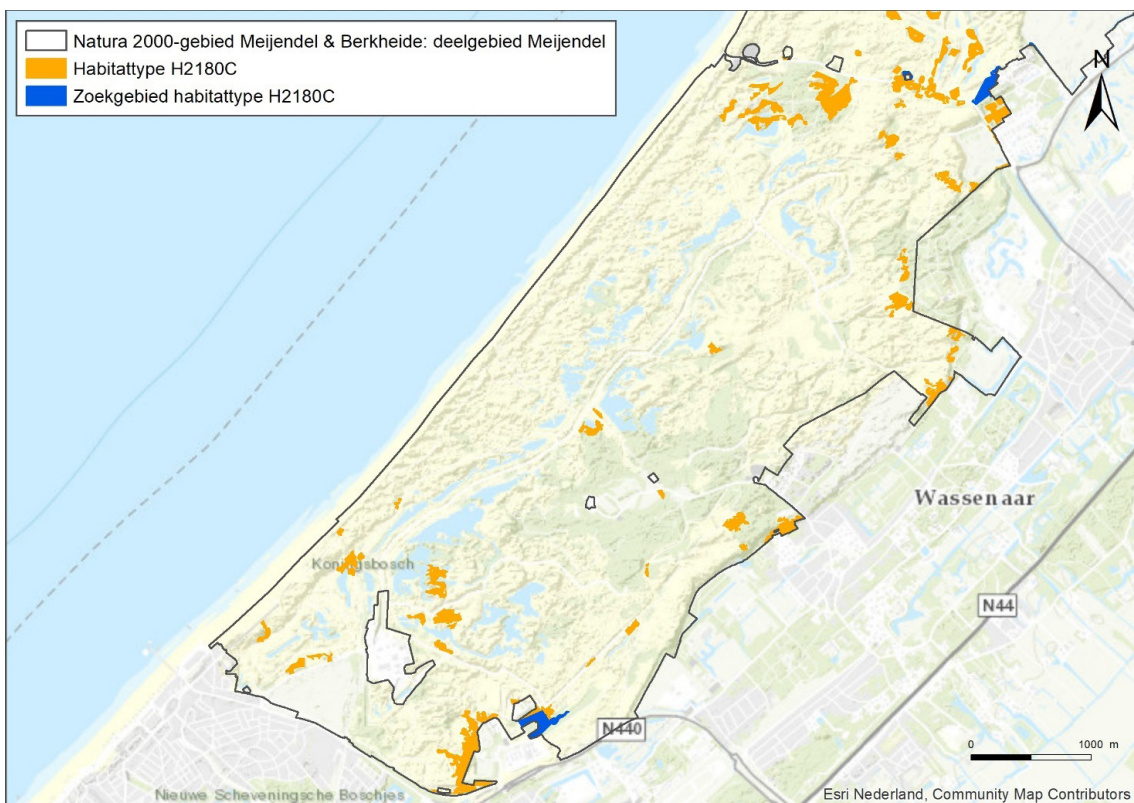 Natura 2000-gebied Meijendel & Berkheide: deelgebied Meijendel
Habitattype H2180C
Zoekgebied habitattype H2180C
N
Wassenaar
Koningsbosch
N44
N440
0 1000 m
Nieuwe Scheveningsche Boschjes
Esri Nederland, Community Map Contributors